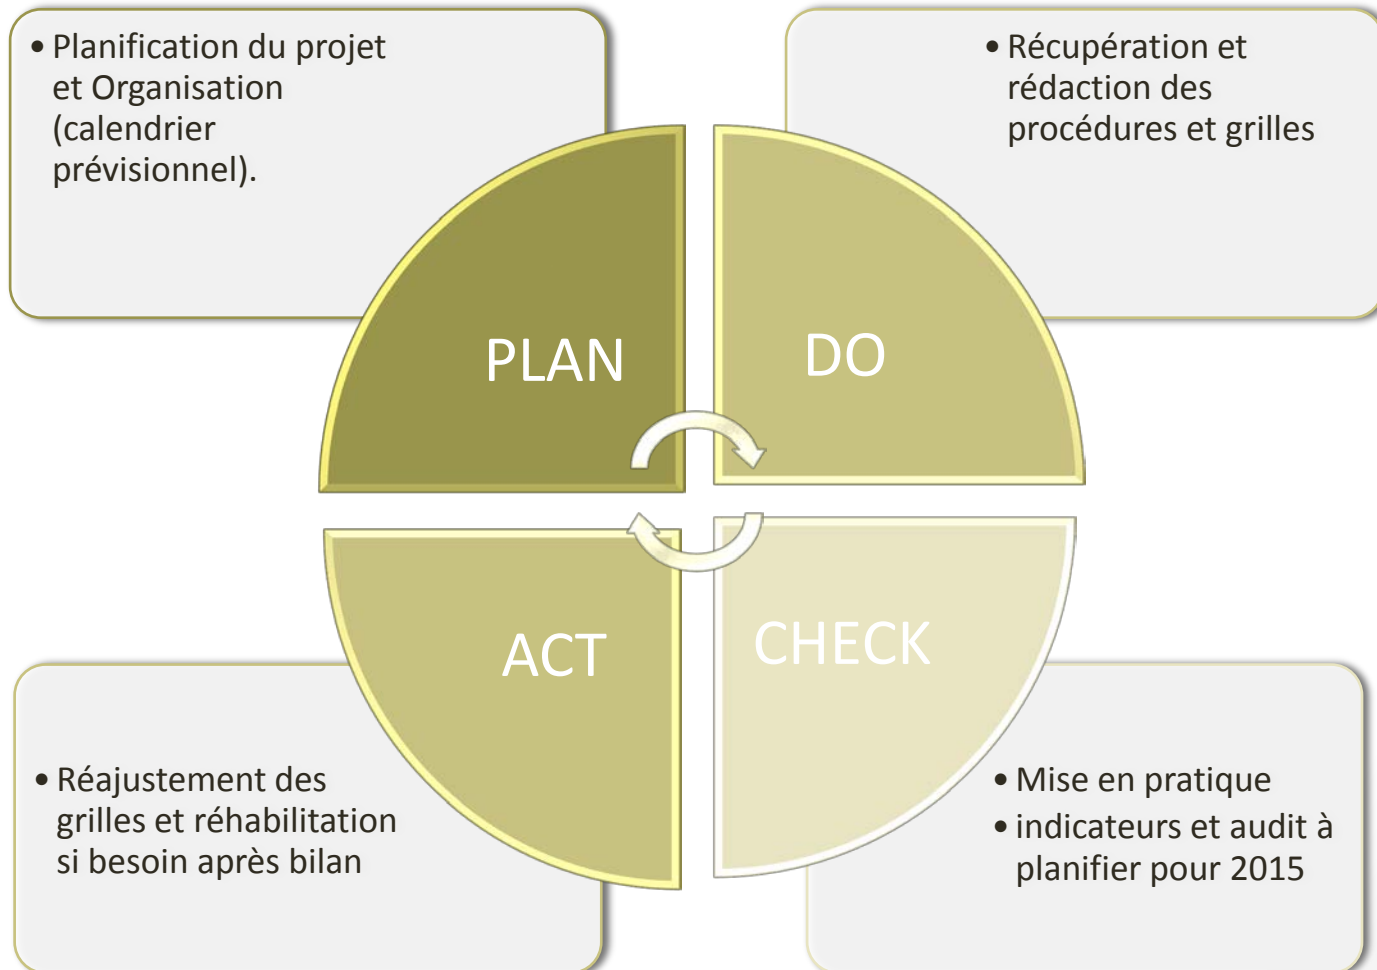 • Planification du projet
et Organisation
(calendrier
prévisionnel).
• Récupération et
rédaction des
procédures et grilles
PLAN
DO
ACT
CHECK
• Réajustement des
grilles et réhabilitation
si besoin après bilan
• Mise en pratique
• indicateurs et audit à
planifier pour 2015